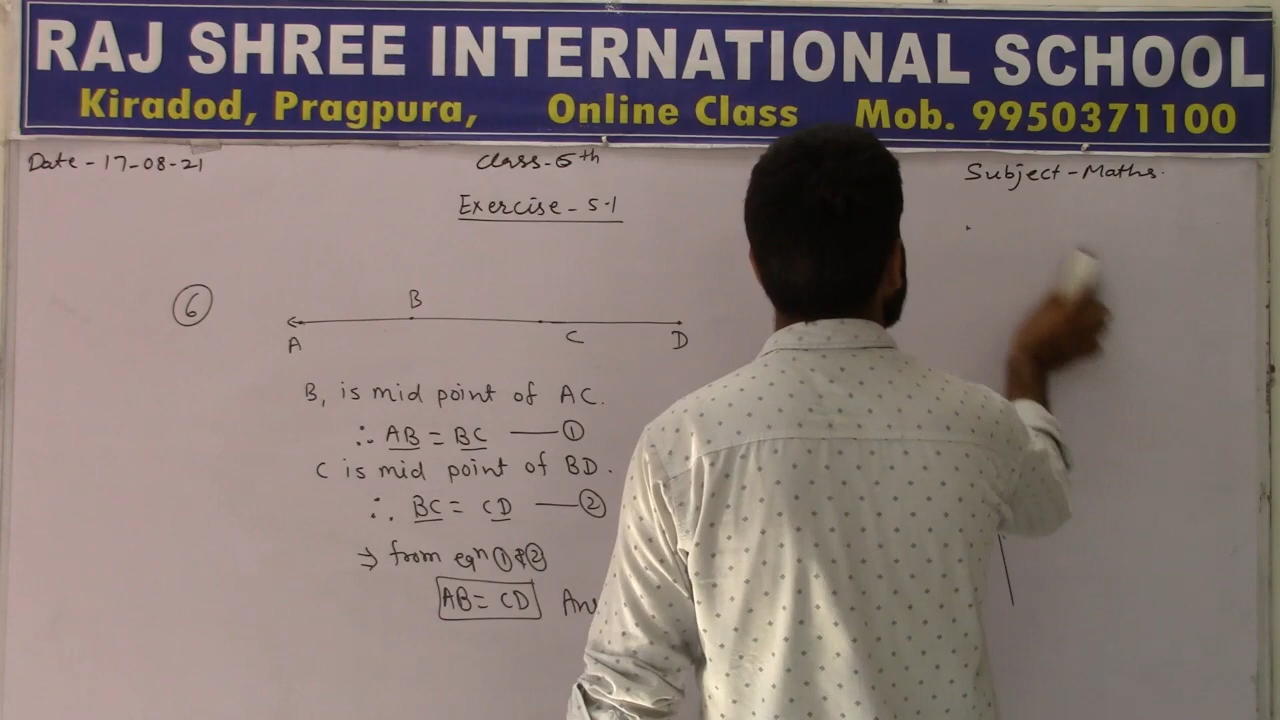 RAJ SHREE INTERNATIONAL SCHOOL
Kiradod, Pragpura, Online Class Mob. 9950371100
Date - 17-08-21 Class-6th Subject - Maths.
Exercise - 5.1
6
B
A C D
B, is mid point of AC.
∴ AB = BC —— ①
C is mid point of BD.
∴ BC = CD —— ②
⇒ from eqn ① & ②
AB = CD Ans